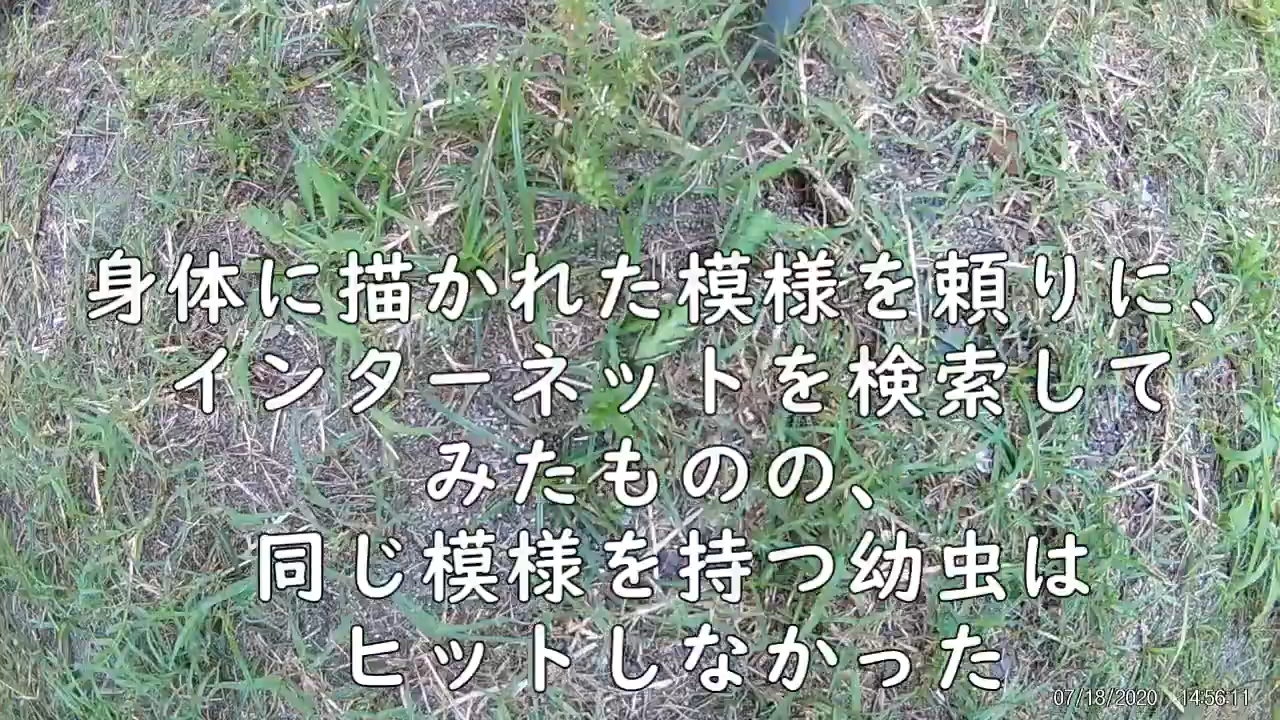 身体に描かれた模様を頼りに、
インターネットを検索して
みたものの、
同じ模様を持つ幼虫は
ヒットしなかった
07/18/2020 14:56:11